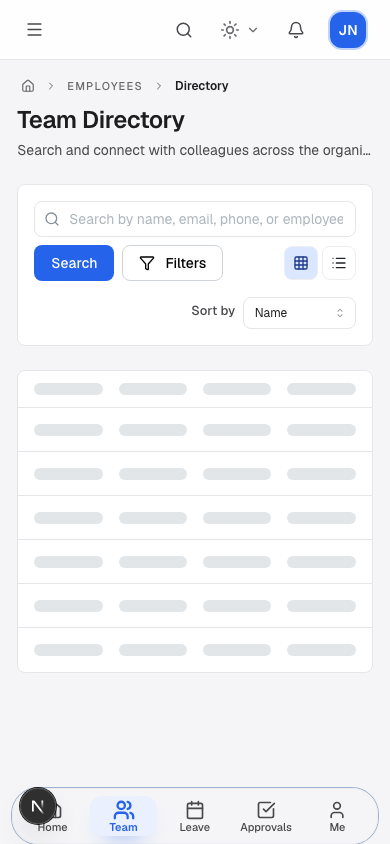 JN
EMPLOYEES Directory
Team Directory
Search and connect with colleagues across the organi...
Search by name, email, phone, or employee
Search Filters
Sort by Name
N
Home Team Leave Approvals Me